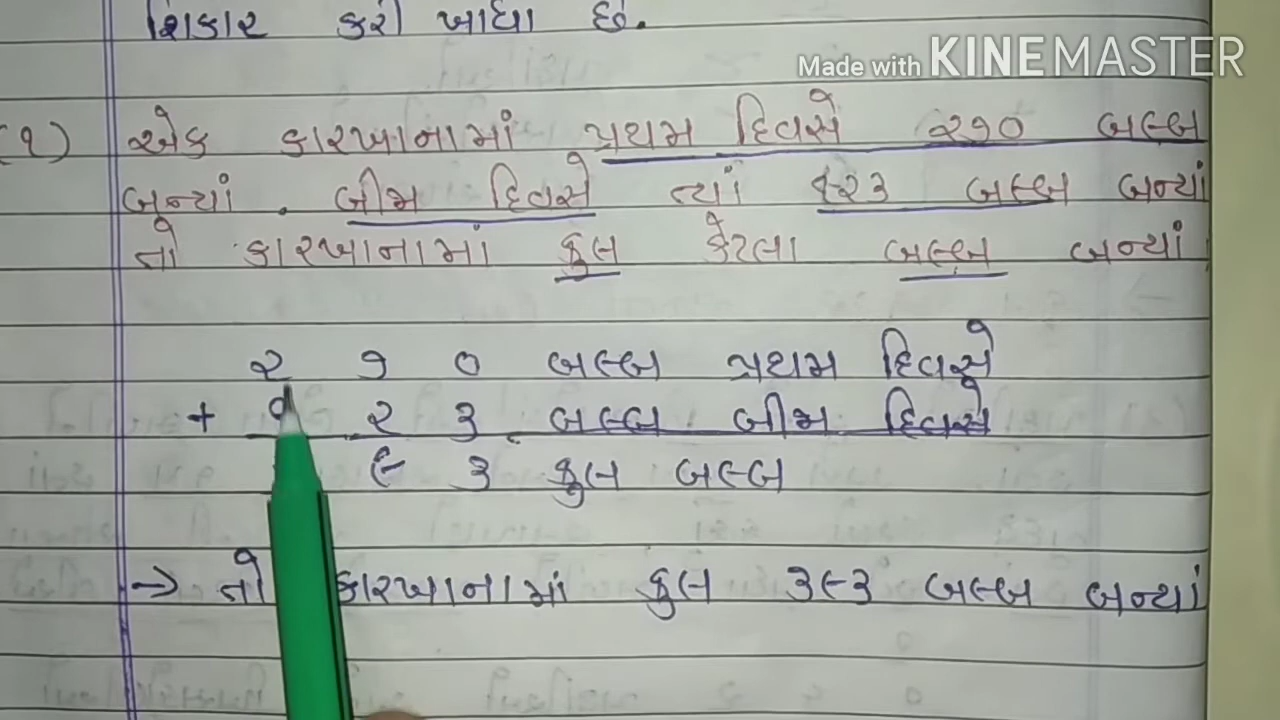 શિકાર કરી ખાધા છે.
Made with KINEMASTER
(૧) એક કારખાનામાં પ્રથમ દિવસે ૨૭૦ બલ્બ
બન્યાં. બીજા દિવસે ત્યાં ૧૨૩ બલ્બ બન્યાં
તો કારખાનામાં કુલ કેટલા બલ્બ બન્યાં
૨ ૭ ૦ બલ્બ પ્રથમ દિવસે
+ ૧ ૨ ૩ બલ્બ બીજા દિવસે
૯ ૩ કુલ બલ્બ
→ તો કારખાનામાં કુલ ૩૯૩ બલ્બ બન્યાં